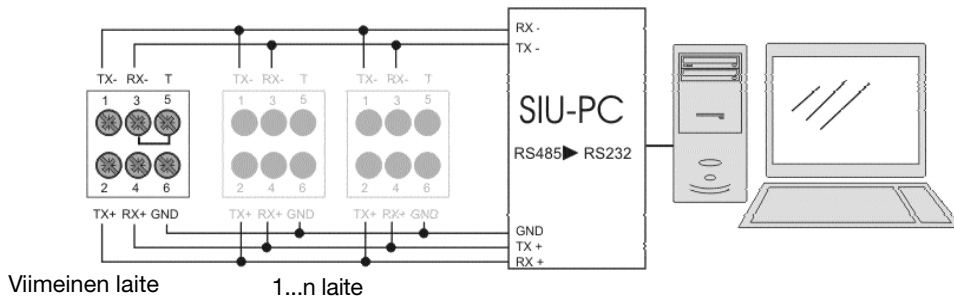 RX -
TX -
TX- RX- T
TX- RX- T
TX- RX- T
1 3 5
1 3 5
1 3 5
SIU-PC
RS485 ▶ RS232
2 4 6
2 4 6
2 4 6
TX+ RX+ GND
TX+ RX+ GND
TX+ RX+ GND
GND
TX +
RX +
Viimeinen laite
1...n laite